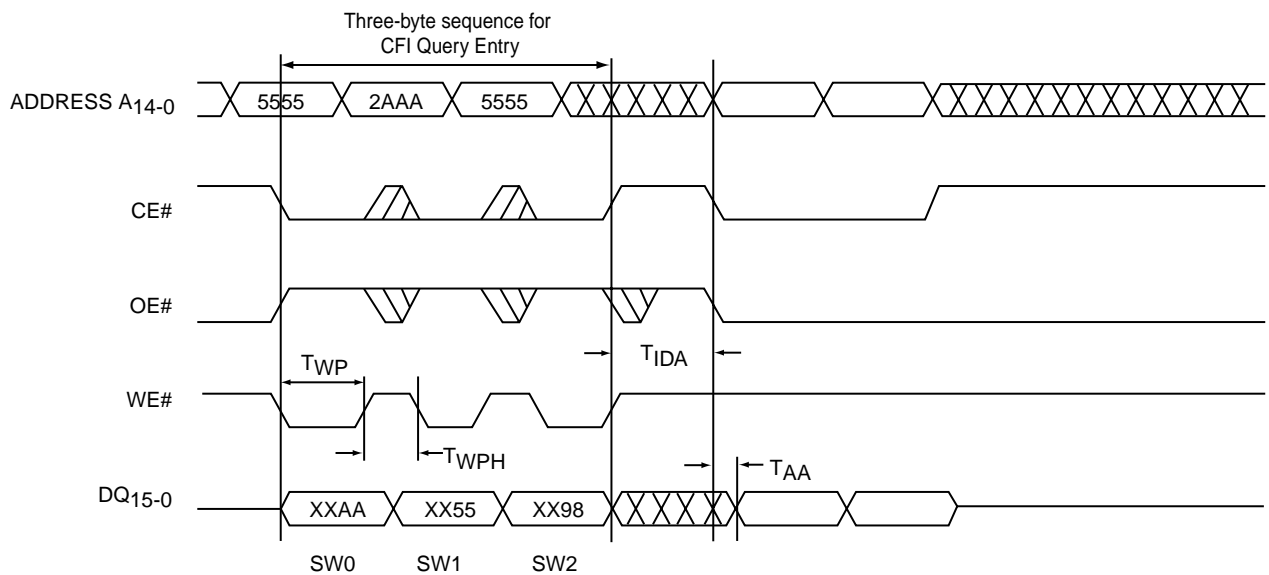 Three-byte sequence for
CFI Query Entry
ADDRESS A14-0
5555 2AAA 5555
CE#
OE#
TIDA
TWP
WE#
TWPH
TAA
DQ15-0
XXAA XX55 XX98
SW0 SW1 SW2